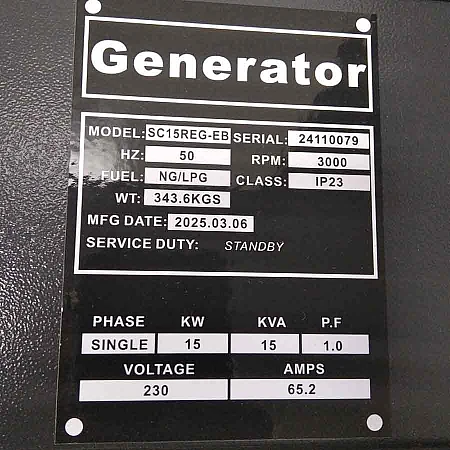 Generator
MODEL: SC15REG-EB SERIAL: 24110079
HZ: 50 RPM: 3000
FUEL: NG/LPG CLASS: IP23
WT: 343.6KGS
MFG DATE: 2025.03.06
SERVICE DUTY: STANDBY
PHASE KW KVA P.F
SINGLE 15 15 1.0
VOLTAGE AMPS
230 65.2